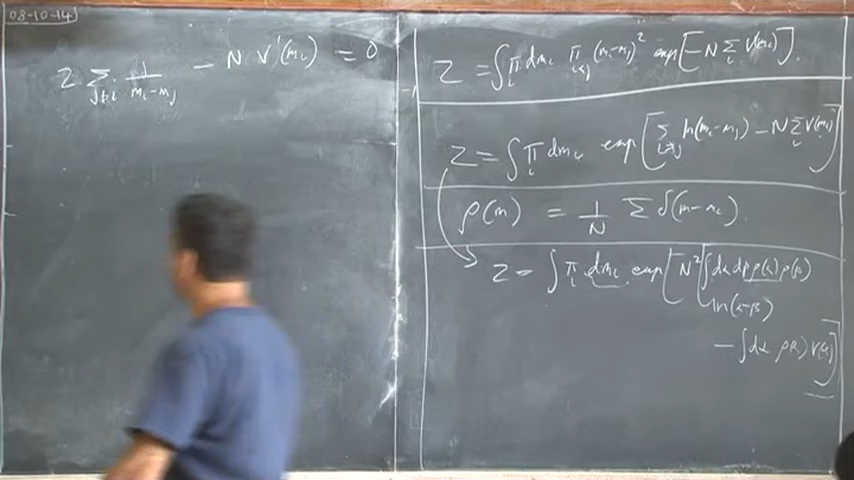 08-10-14
2 ∑_{j≠i} 1/(m_i - m_j) - N V'(m_i) = 0
Z = ∫ ∏_i dm_i ∏_{i<j} (m_i - m_j)^2 exp[-N ∑_i V(m_i)].
Z = ∫ ∏_i dm_i exp[∑_{i≠j} ln(m_i - m_j) - N ∑_i V(m_i)]
ρ(m) = 1/N ∑ δ(m - m_i).
Z = ∫ ∏_i dm_i exp[N^2 [∫ dα dβ ρ(α) ρ(β)
ln(α-β)
- ∫ dα ρ(α) V(α)]